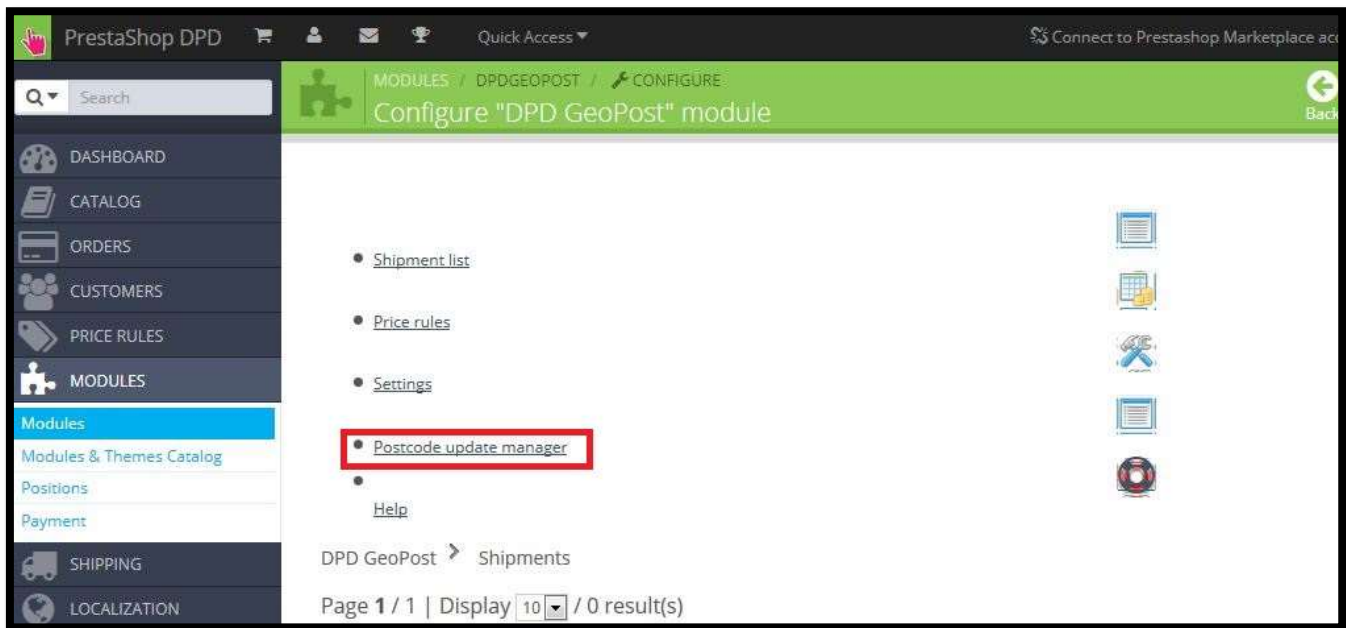 PrestaShop DPD
Quick Access
Connect to Prestashop Marketplace acc
Search
MODULES / DPDGEOPOST / CONFIGURE
Configure "DPD GeoPost" module
Back
DASHBOARD
CATALOG
ORDERS
CUSTOMERS
PRICE RULES
MODULES
Modules
Modules & Themes Catalog
Positions
Payment
SHIPPING
LOCALIZATION
Shipment list
Price rules
Settings
Postcode update manager
Help
DPD GeoPost > Shipments
Page 1 / 1 | Display 10 / 0 result(s)